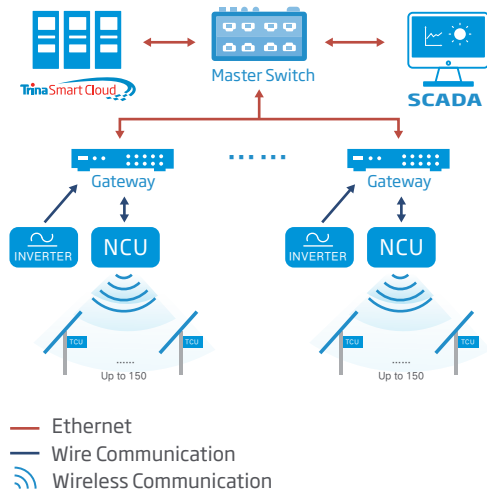 TrinaSmart Cloud
Master Switch
SCADA
Gateway
......
Gateway
INVERTER
NCU
INVERTER
NCU
TCU
TCU
TCU
TCU
......
Up to 150
......
Up to 150
Ethernet
Wire Communication
Wireless Communication